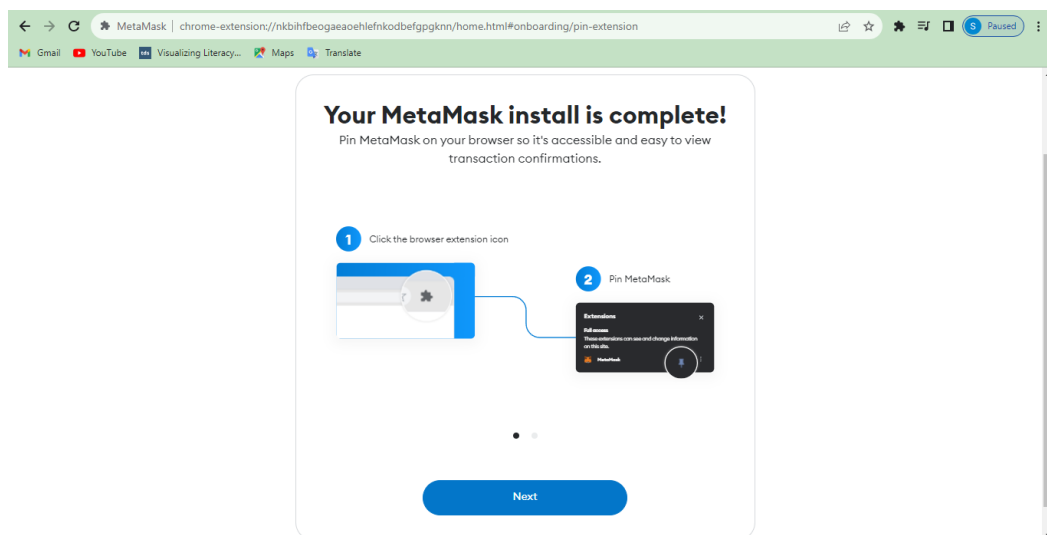 MetaMask | chrome-extension://nkbihfbeogaeaoehlefnkodbefgpgknn/home.html#onboarding/pin-extension
S Paused
Gmail YouTube Visualizing Literacy... Maps Translate
Your MetaMask install is complete!
Pin MetaMask on your browser so it's accessible and easy to view
transaction confirmations.
1 Click the browser extension icon
2 Pin MetaMask
Extensions
Full access
These extensions can see and change information
on this site.
MetaMask
Next